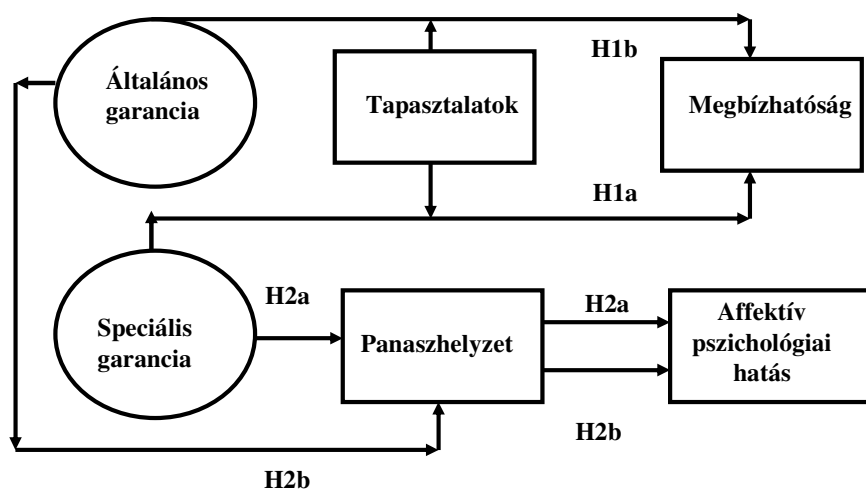 Általános
garancia
Tapasztalatok
H1b
Megbízhatóság
H1a
Speciális
garancia
H2a
Panaszhelyzet
H2a
Affektív
pszichológiai
hatás
H2b
H2b